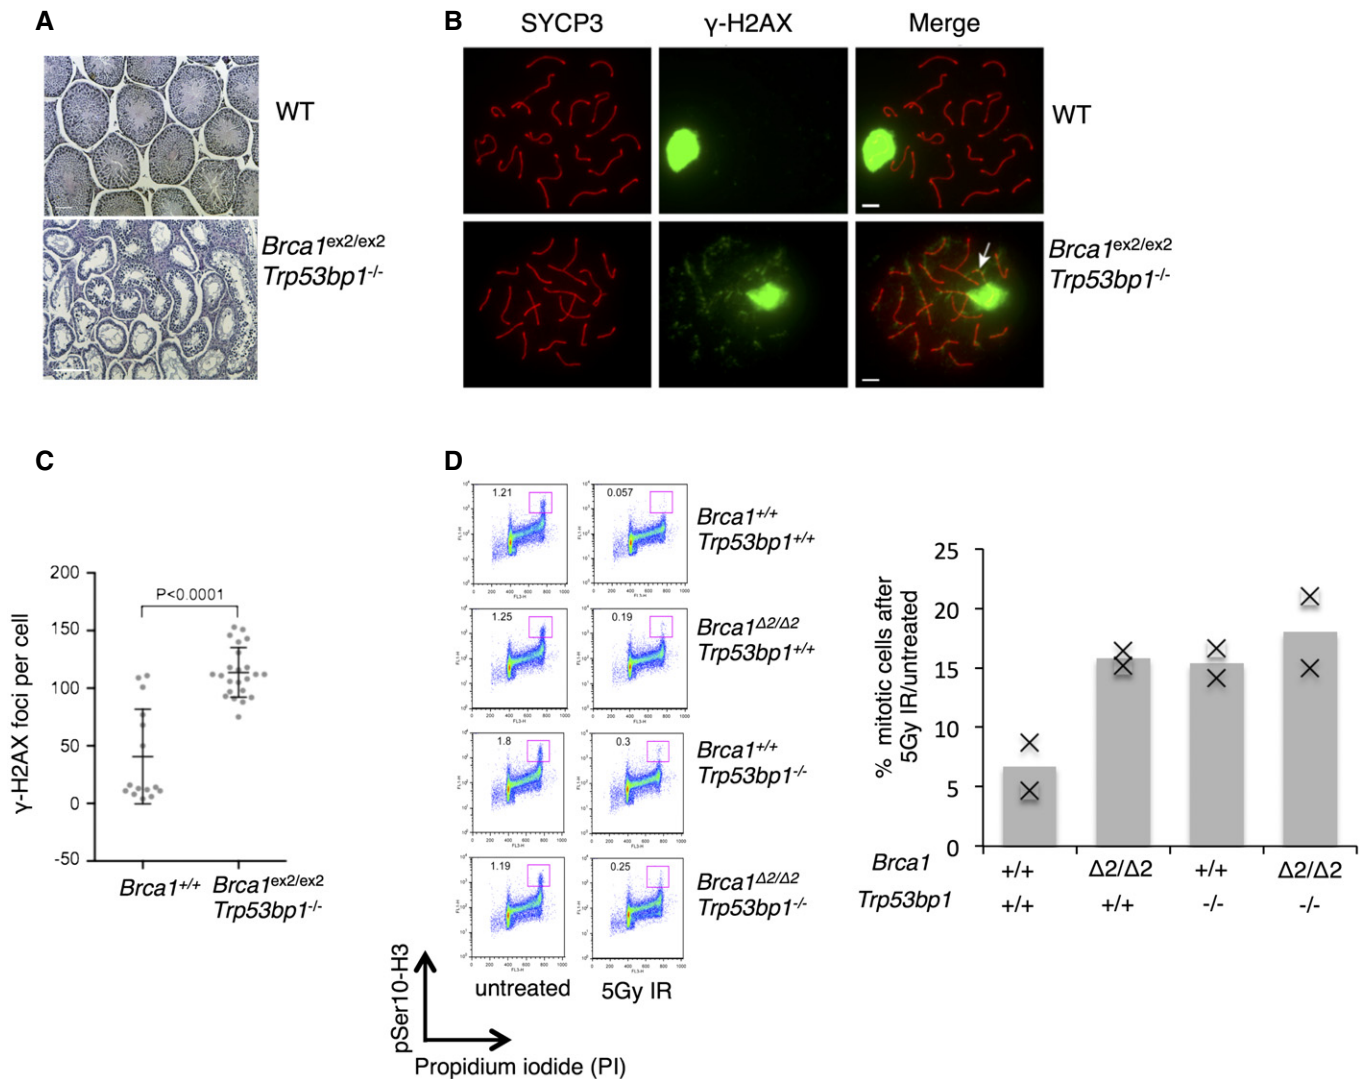 A
WT
Brca1ex2/ex2
Trp53bp1-/-
B
SYCP3 γ-H2AX Merge
WT
Brca1ex2/ex2
Trp53bp1-/-
C
γ-H2AX foci per cell
200
150
100
50
0
-50
P<0.0001
Brca1+/+
Brca1ex2/ex2
Trp53bp1-/-
D
1.21 0.057
Brca1+/+
Trp53bp1+/+
1.25 0.19
Brca1Δ2/Δ2
Trp53bp1+/+
1.8 0.3
Brca1+/+
Trp53bp1-/-
1.19 0.25
Brca1Δ2/Δ2
Trp53bp1-/-
untreated 5Gy IR
pSer10-H3
Propidium iodide (PI)
% mitotic cells after
5Gy IR/untreated
25
20
15
10
5
0
Brca1 +/+ Δ2/Δ2 +/+ Δ2/Δ2
Trp53bp1 +/+ +/+ -/- -/-